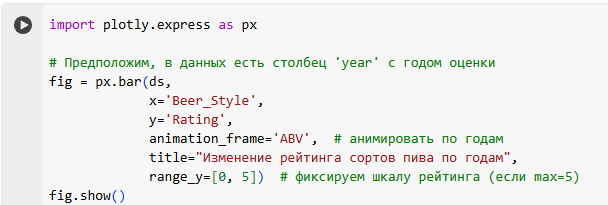 import plotly.express as px
# Предположим, в данных есть столбец 'year' с годом оценки
fig = px.bar(ds,
x='Beer_Style',
y='Rating',
animation_frame='ABV',  # анимировать по годам
title="Изменение рейтинга сортов пива по годам",
range_y=[0, 5])  # фиксируем шкалу рейтинга (если max=5)
fig.show()